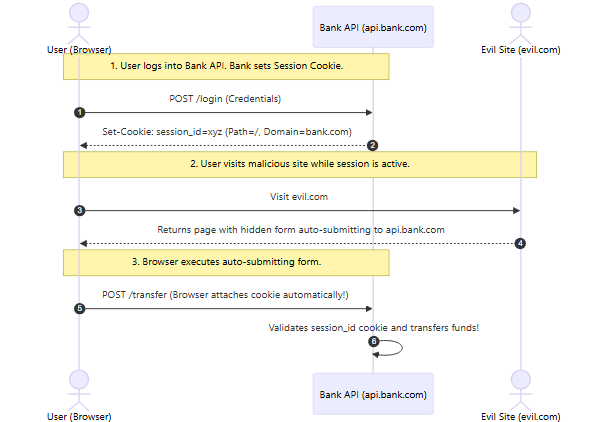 User (Browser)
Bank API (api.bank.com)
Evil Site (evil.com)
1. User logs into Bank API. Bank sets Session Cookie.
POST /login (Credentials)
1
Set-Cookie: session_id=xyz (Path=/, Domain=bank.com)
2
2. User visits malicious site while session is active.
Visit evil.com
3
Returns page with hidden form auto-submitting to api.bank.com
4
3. Browser executes auto-submitting form.
POST /transfer (Browser attaches cookie automatically!)
5
Validates session_id cookie and transfers funds!
6
User (Browser)
Bank API (api.bank.com)
Evil Site (evil.com)